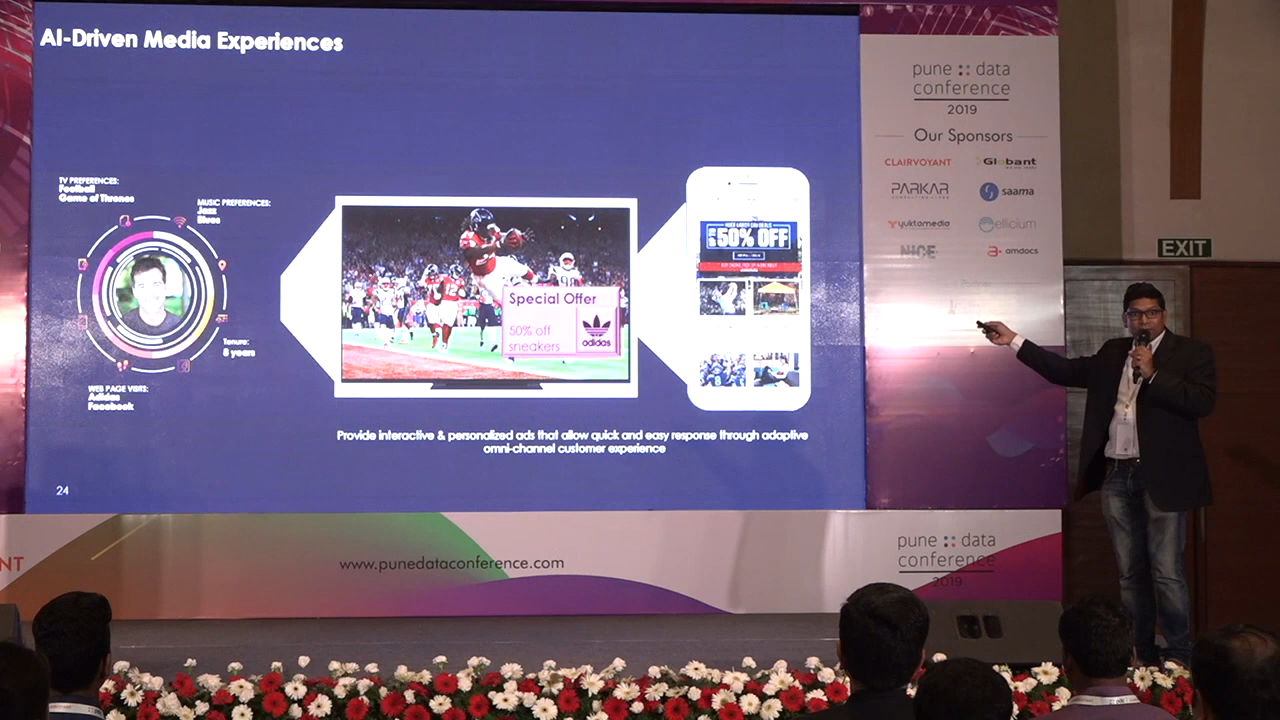 AI-Driven Media Experiences
TV PREFERENCES:
Football
Game of Thrones
MUSIC PREFERENCES:
Jazz
Blues
Tenure:
8 years
WEB PAGE VISITS:
Adidas
Facebook
Special Offer
50% off
sneakers
adidas
50% OFF
Provide interactive & personalized ads that allow quick and easy response through adaptive
omni-channel customer experience
24
pune data
conference
2019
Our Sponsors
CLAIRVOYANT
Globant
PARKAR
saama
yuktamedia
ellicium
NICE
amdocs
EXIT
NT
www.punedataconference.com
pune data
conference
2019